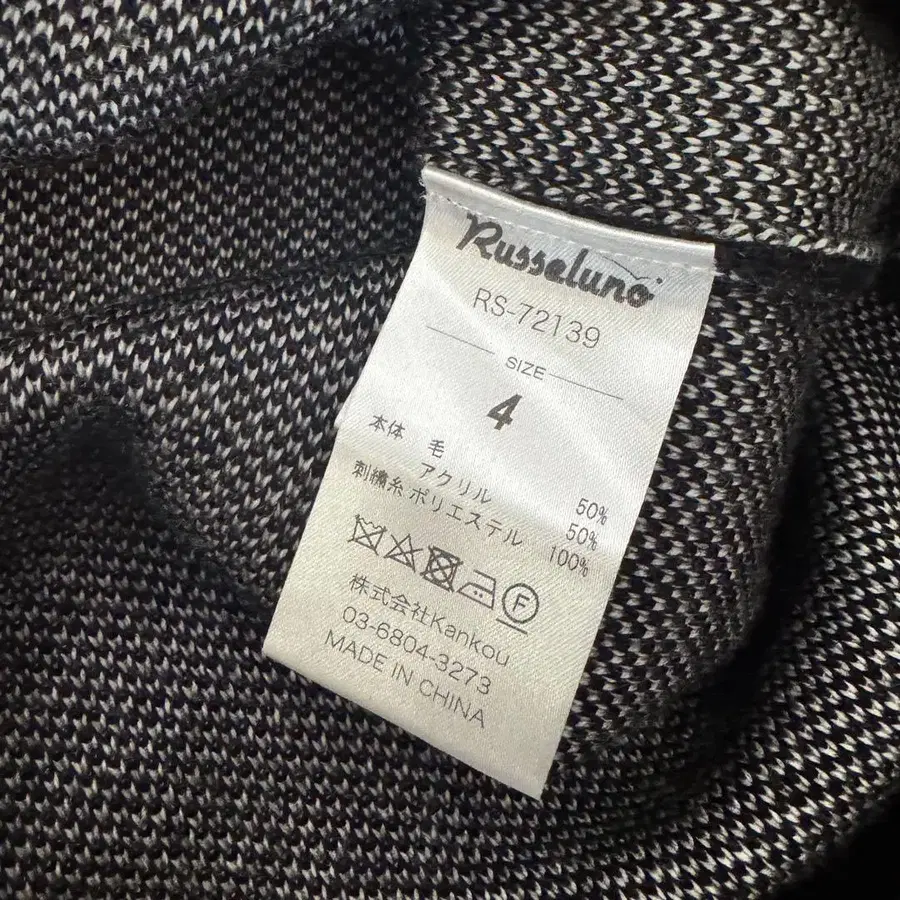 Russeluno
RS-72139
SIZE
4
本体 毛 50%
アクリル 50%
刺繍糸 ポリエステル 100%
F
株式会社Kankou
03-6804-3273
MADE IN CHINA